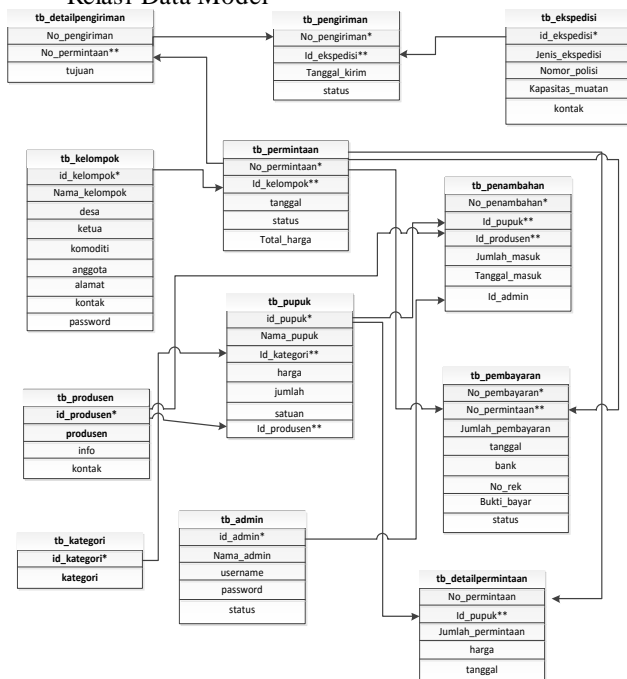 Relasi Data Model
tb_detailpengiriman
No_pengiriman
No_permintaan**
tujuan
tb_pengiriman
No_pengiriman*
Id_ekspedisi**
Tanggal_kirim
status
tb_ekspedisi
id_ekspedisi*
Jenis_ekspedisi
Nomor_polisi
Kapasitas_muatan
kontak
tb_kelompok
id_kelompok*
Nama_kelompok
desa
ketua
komoditi
anggota
alamat
kontak
password
tb_permintaan
No_permintaan*
Id_kelompok**
tanggal
status
Total_harga
tb_penambahan
No_penambahan*
Id_pupuk**
Id_produsen**
Jumlah_masuk
Tanggal_masuk
Id_admin
tb_pupuk
id_pupuk*
Nama_pupuk
Id_kategori**
harga
jumlah
satuan
Id_produsen**
tb_produsen
id_produsen*
produsen
info
kontak
tb_pembayaran
No_pembayaran*
No_permintaan**
Jumlah_pembayaran
tanggal
bank
No_rek
Bukti_bayar
status
tb_kategori
id_kategori*
kategori
tb_admin
id_admin*
Nama_admin
username
password
status
tb_detailpermintaan
No_permintaan
Id_pupuk**
Jumlah_permintaan
harga
tanggal